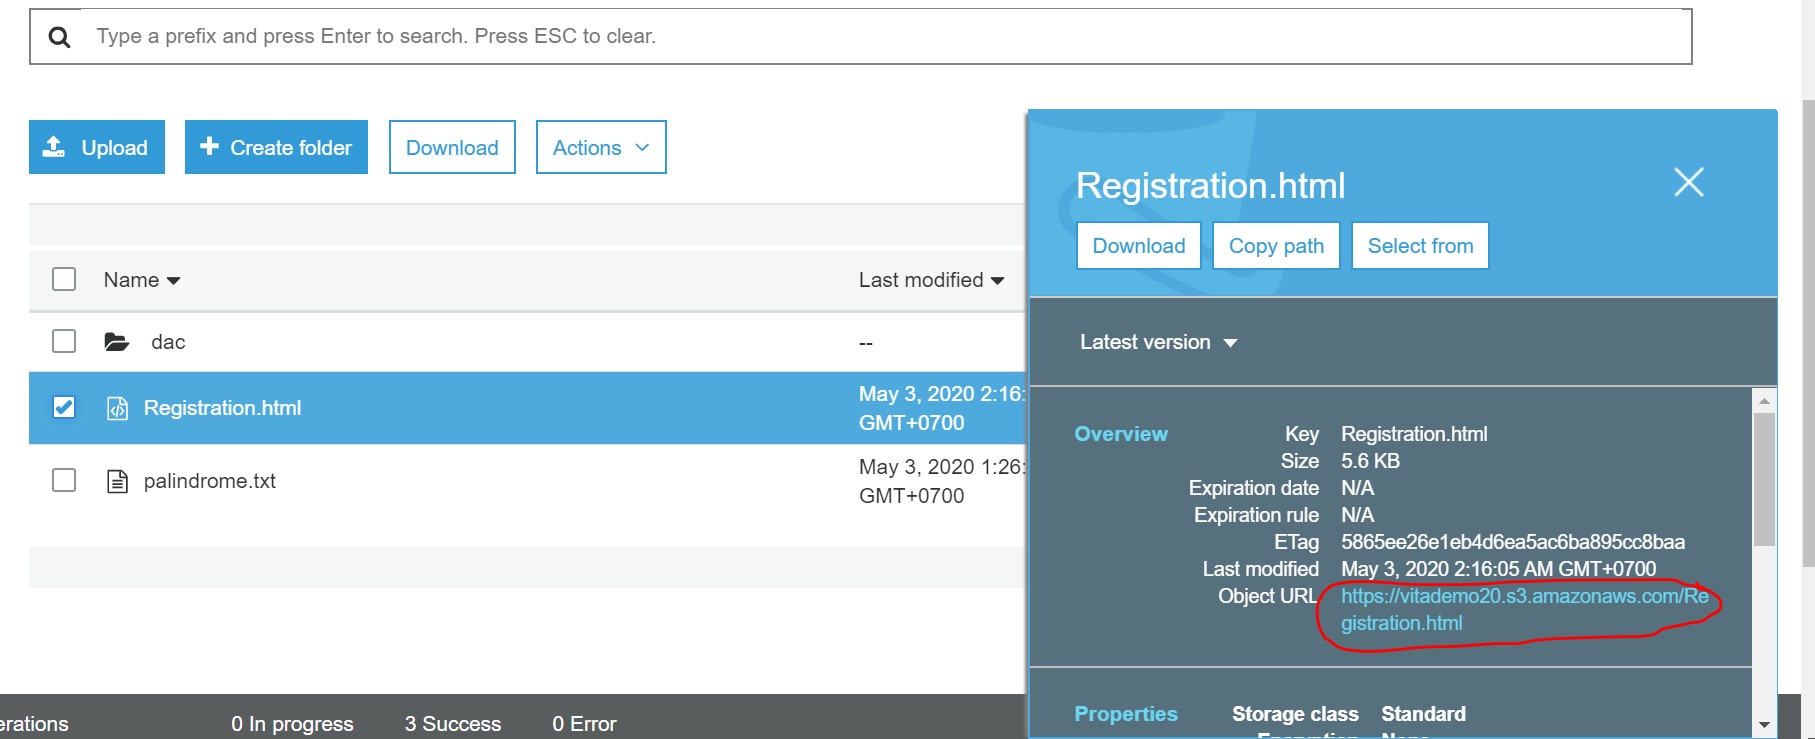 Type a prefix and press Enter to search. Press ESC to clear.
Upload
Create folder
Download
Actions
Name
Last modified
dac
--
Registration.html
May 3, 2020 2:16:
GMT+0700
palindrome.txt
May 3, 2020 1:26:
GMT+0700
Registration.html
Download
Copy path
Select from
Latest version
Overview
Key Registration.html
Size 5.6 KB
Expiration date N/A
Expiration rule N/A
ETag 5865ee26e1eb4d6ea5ac6ba895cc8baa
Last modified May 3, 2020 2:16:05 AM GMT+0700
Object URL https://vitademo20.s3.amazonaws.com/Re
gistration.html
Properties
Storage class Standard
erations
0 In progress
3 Success
0 Error